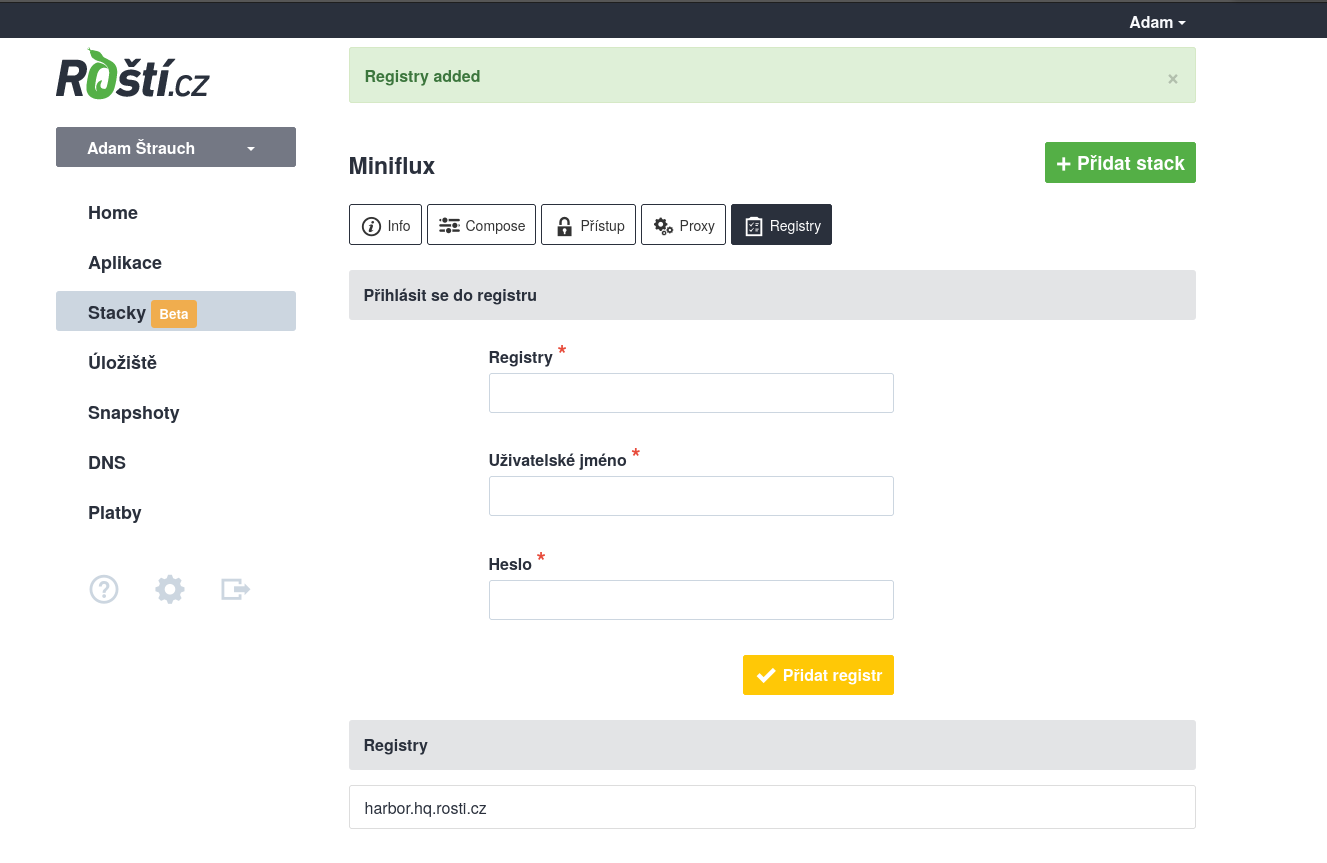 Adam
Roští.cz
Registry added
×
Adam Štrauch
Miniflux
Přidat stack
Info
Compose
Přístup
Proxy
Registry
Home
Aplikace
Stacky Beta
Úložiště
Snapshoty
DNS
Platby
Přihlásit se do registru
Registry *
Uživatelské jméno *
Heslo *
Přidat registr
Registry
harbor.hq.rosti.cz